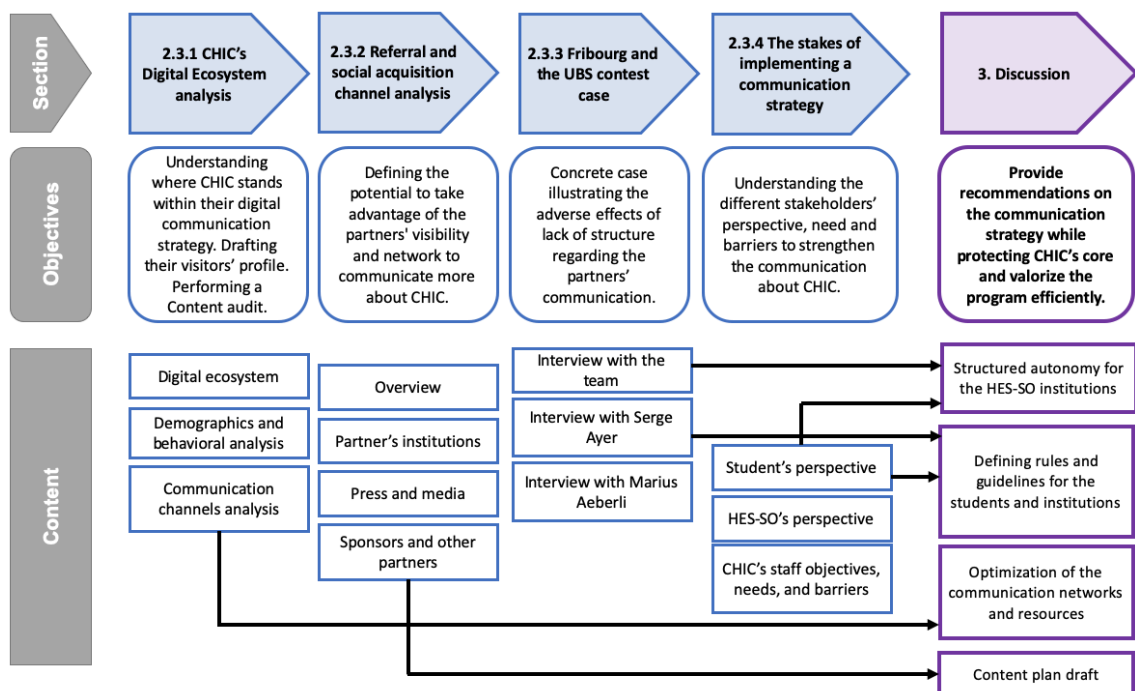 Section
2.3.1 CHIC's
Digital Ecosystem
analysis
2.3.2 Referral and
social acquisition
channel analysis
2.3.3 Fribourg and
the UBS contest
case
2.3.4 The stakes of
implementing a
communication
strategy
3. Discussion
Objectives
Understanding
where CHIC stands
within their digital
communication
strategy. Drafting
their visitors' profile.
Performing a
Content audit.
Defining the
potential to take
advantage of the
partners' visibility
and network to
communicate more
about CHIC.
Concrete case
illustrating the
adverse effects of
lack of structure
regarding the
partners'
communication.
Understanding the
different stakeholders'
perspective, need and
barriers to strengthen
the communication
about CHIC.
Provide
recommendations on
the communication
strategy while
protecting CHIC's
core and valorize the
program efficiently.
Content
Digital ecosystem
Demographics and
behavioral analysis
Communication
channels analysis
Overview
Partner's institutions
Press and media
Sponsors and other
partners
Interview with the
team
Interview with Serge
Ayer
Interview with Marius
Aeberli
Student's perspective
HES-SO's perspective
CHIC's staff objectives,
needs, and barriers
Structured autonomy for
the HES-SO institutions
Defining rules and
guidelines for the
students and institutions
Optimization of the
communication networks
and resources
Content plan draft